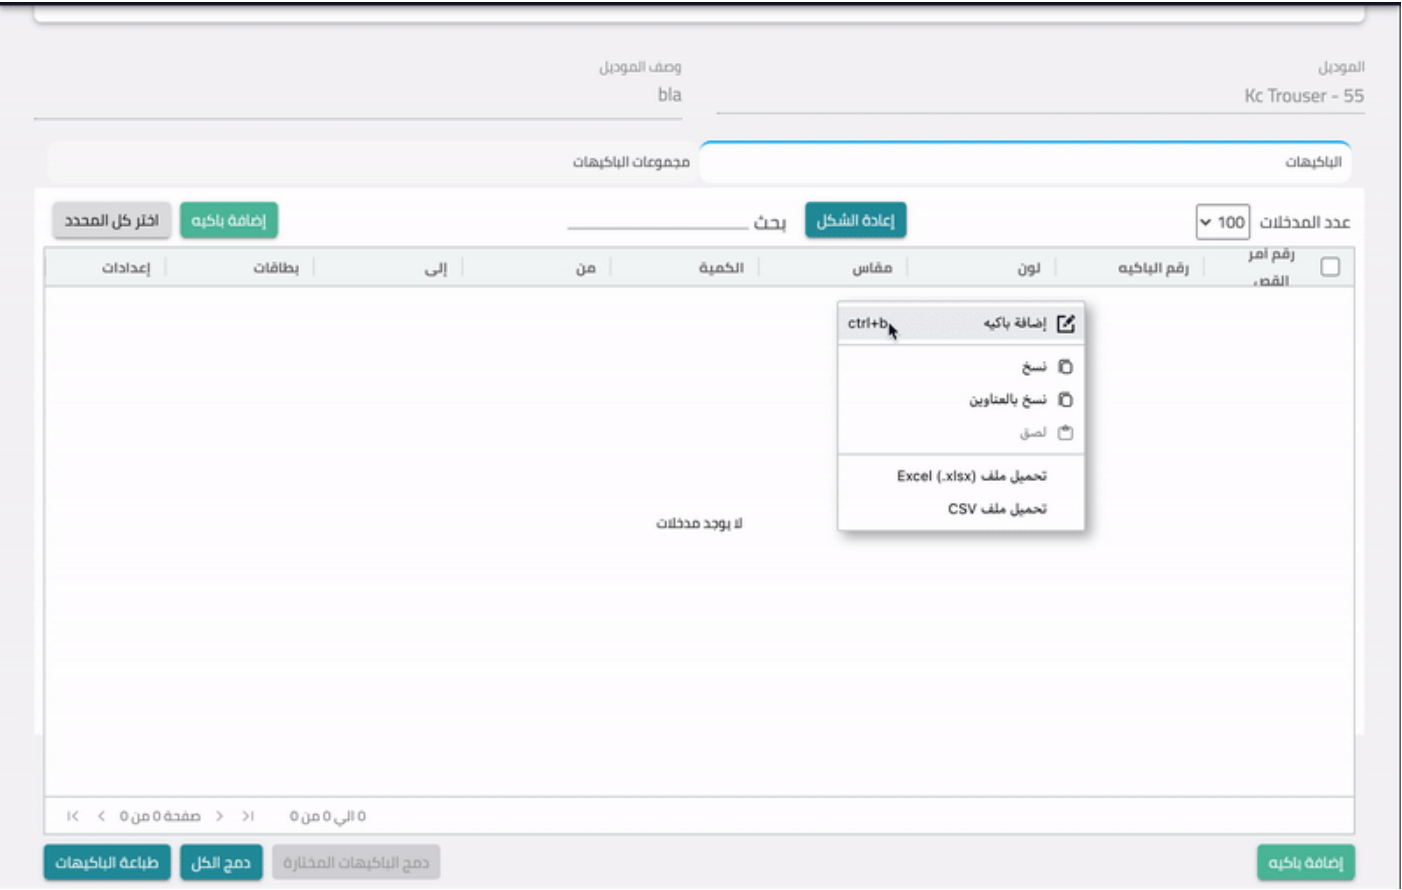 الموديل
Kc Trouser - 55
وصف الموديل
bla
الباكيهات
مجموعات الباكيهات
عدد المدخلات 100
إعادة الشكل
بحث
إضافة باكيه
اختر كل المحدد
رقم أمر القص
رقم الباكيه
لون
مقاس
الكمية
من
إلى
بطاقات
إعدادات
إضافة باكيه ctrl+b
نسخ
نسخ بالعناوين
لصق
تحميل ملف Excel (.xlsx)
تحميل ملف CSV
لا يوجد مدخلات
0 الي 0 من 0
صفحة 0 من 0
إضافة باكيه
دمج الباكيهات المختارة
دمج الكل
طباعة الباكيهات